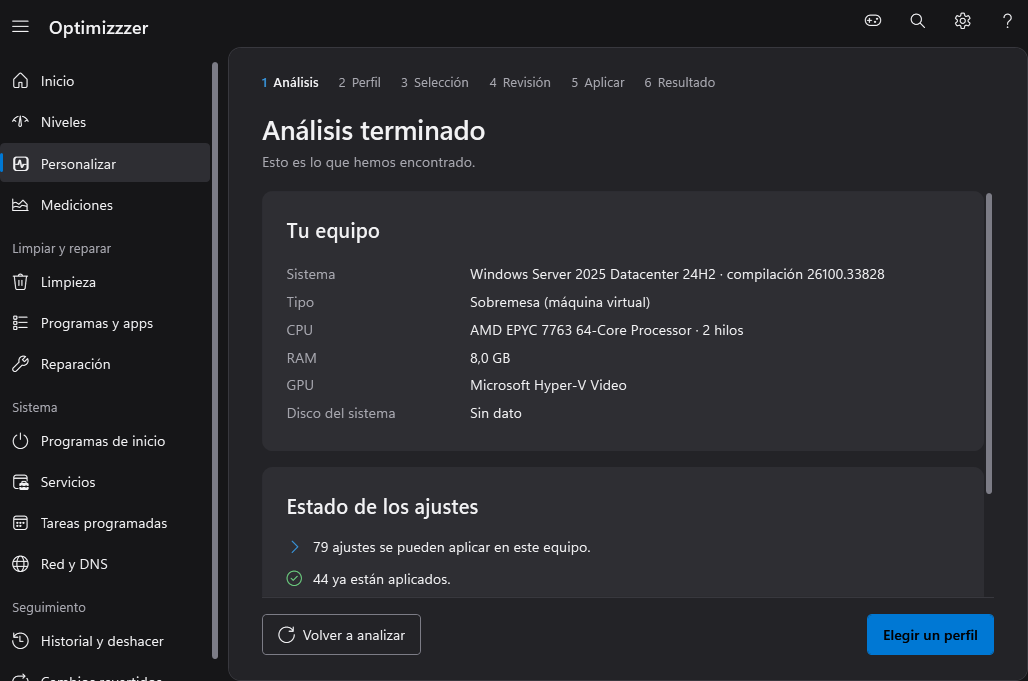 Optimizzzer
Inicio
Niveles
Personalizar
Mediciones
Limpiar y reparar
Limpieza
Programas y apps
Reparación
Sistema
Programas de inicio
Servicios
Tareas programadas
Red y DNS
Seguimiento
Historial y deshacer
Cambios revertidos
1 Análisis 2 Perfil 3 Selección 4 Revisión 5 Aplicar 6 Resultado
Análisis terminado
Esto es lo que hemos encontrado.
Tu equipo
Sistema Windows Server 2025 Datacenter 24H2 · compilación 26100.33828
Tipo Sobremesa (máquina virtual)
CPU AMD EPYC 7763 64-Core Processor · 2 hilos
RAM 8,0 GB
GPU Microsoft Hyper-V Video
Disco del sistema Sin dato
Estado de los ajustes
79 ajustes se pueden aplicar en este equipo.
44 ya están aplicados.
Volver a analizar
Elegir un perfil